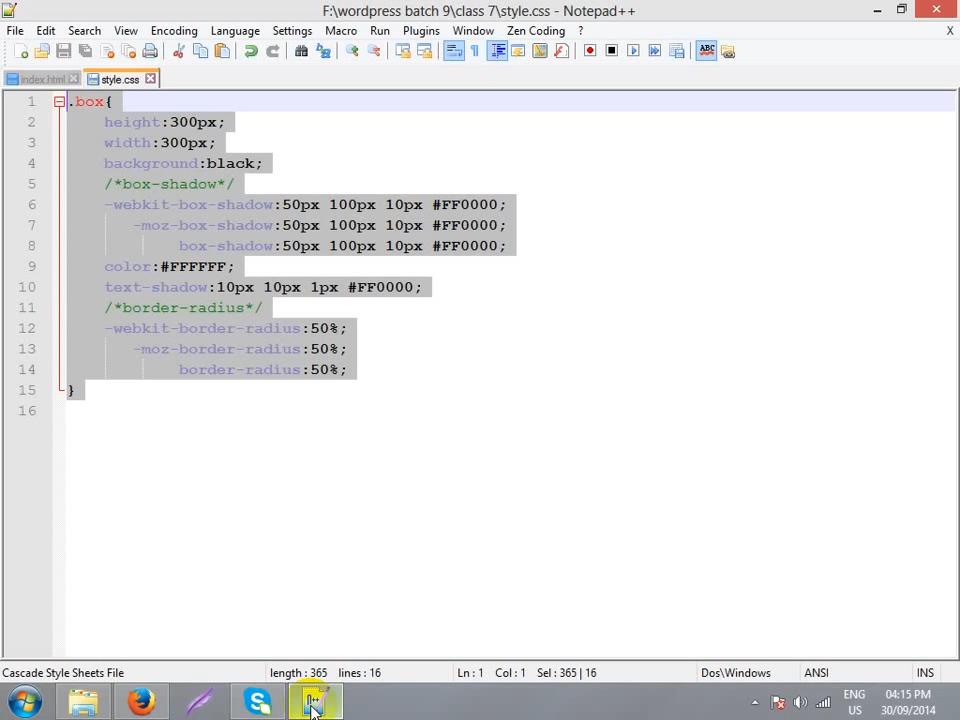 F:\wordpress batch 9\class 7\style.css - Notepad++
File Edit Search View Encoding Language Settings Macro Run Plugins Window Zen Coding ? X
index.html style.css
1 .box{
2 height:300px;
3 width:300px;
4 background:black;
5 /*box-shadow*/
6 -webkit-box-shadow:50px 100px 10px #FF0000;
7 -moz-box-shadow:50px 100px 10px #FF0000;
8 box-shadow:50px 100px 10px #FF0000;
9 color:#FFFFFF;
10 text-shadow:10px 10px 1px #FF0000;
11 /*border-radius*/
12 -webkit-border-radius:50%;
13 -moz-border-radius:50%;
14 border-radius:50%;
15 }
16
Cascade Style Sheets File length : 365 lines : 16 Ln : 1 Col : 1 Sel : 365 | 16 Dos\Windows ANSI INS
ENG 04:15 PM
US 30/09/2014